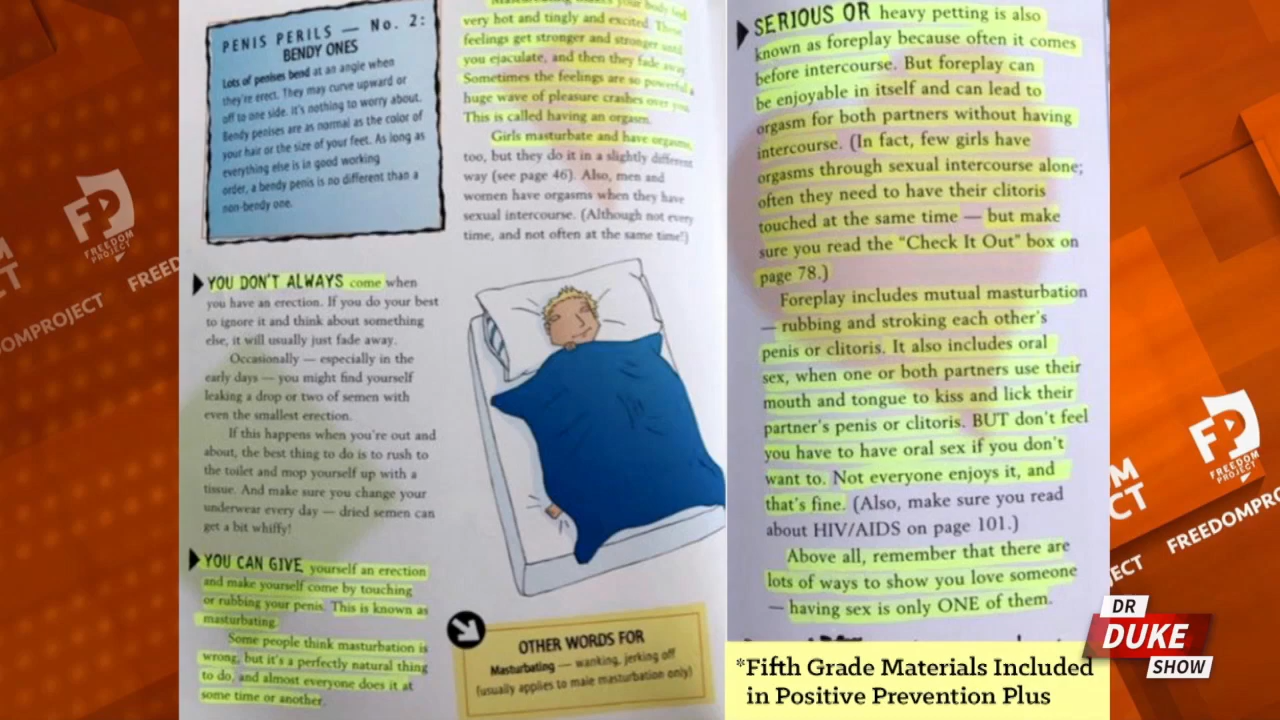 PENIS PERILS — No. 2:
BENDY ONES
Lots of penises bend at an angle when
they're erect. They may curve upward or
off to one side. It's nothing to worry about.
Bendy penises are as normal as the color of
your hair or the size of your feet. As long as
everything else is in good working
order, a bendy penis is no different than a
non-bendy one.
YOU DON'T ALWAYS come when
you have an erection. If you do your best
to ignore it and think about something
else, it will usually just fade away.
Occasionally — especially in the
early days — you might find yourself
leaking a drop or two of semen with
even the smallest erection.
If this happens when you're out and
about, the best thing to do is to rush to
the toilet and mop yourself up with a
tissue. And make sure you change your
underwear every day — dried semen can
get a bit whiffy!
YOU CAN GIVE yourself an erection
and make yourself come by touching
or rubbing your penis. This is known as
masturbating.
Some people think masturbation is
wrong, but it's a perfectly natural thing
to do, and almost everyone does it at
some time or another.
your body feel
very hot and tingly and excited. These
feelings get stronger and stronger until
you ejaculate, and then they fade away.
Sometimes the feelings are so powerful a
huge wave of pleasure crashes over you.
This is called having an orgasm.
Girls masturbate and have orgasms,
too, but they do it in a slightly different
way (see page 46). Also, men and
women have orgasms when they have
sexual intercourse. (Although not every
time, and not often at the same time!)
OTHER WORDS FOR
Masturbating — wanking, jerking off
(usually applies to male masturbation only)
SERIOUS OR heavy petting is also
known as foreplay because often it comes
before intercourse. But foreplay can
be enjoyable in itself and can lead to
orgasm for both partners without having
intercourse. (In fact, few girls have
orgasms through sexual intercourse alone;
often they need to have their clitoris
touched at the same time — but make
sure you read the "Check It Out" box on
page 78.)
Foreplay includes mutual masturbation
— rubbing and stroking each other's
penis or clitoris. It also includes oral
sex, when one or both partners use their
mouth and tongue to kiss and lick their
partner's penis or clitoris. BUT don't feel
you have to have oral sex if you don't
want to. Not everyone enjoys it, and
that's fine. (Also, make sure you read
about HIV/AIDS on page 101.)
Above all, remember that there are
lots of ways to show you love someone
— having sex is only ONE of them.
*Fifth Grade Materials Included
in Positive Prevention Plus
FP
FREEDOM
PROJECT
FREED
M
JECT
DOMPROJECT
FP
FREEDOM
PROJECT
M
CT
FREEDOMPRO
ECT
DR
DUKE
SHOW